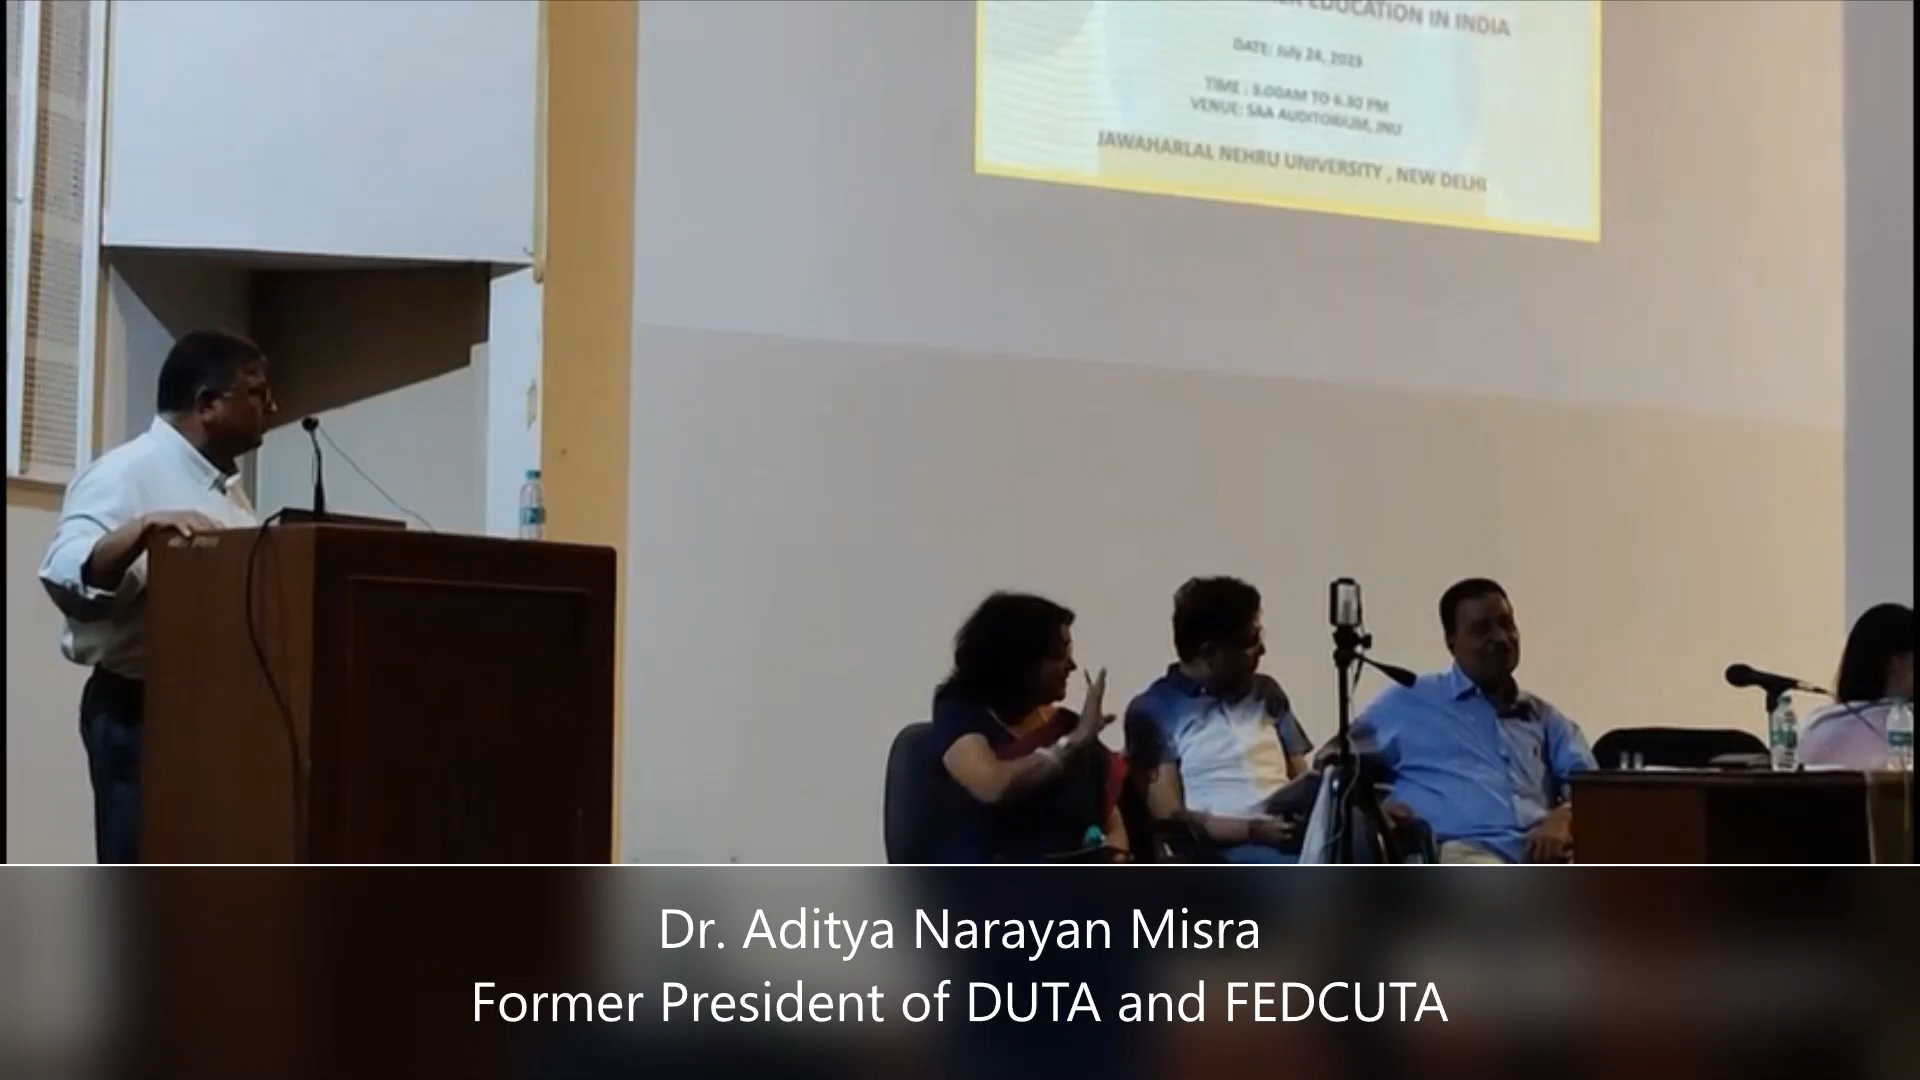 EDUCATION IN INDIA
DATE: July 24, 2023
TIME : 9.00AM TO 6.30 PM
VENUE: SAA AUDITORIUM, JNU
JAWAHARLAL NEHRU UNIVERSITY , NEW DELHI
Dr. Aditya Narayan Misra
Former President of DUTA and FEDCUTA